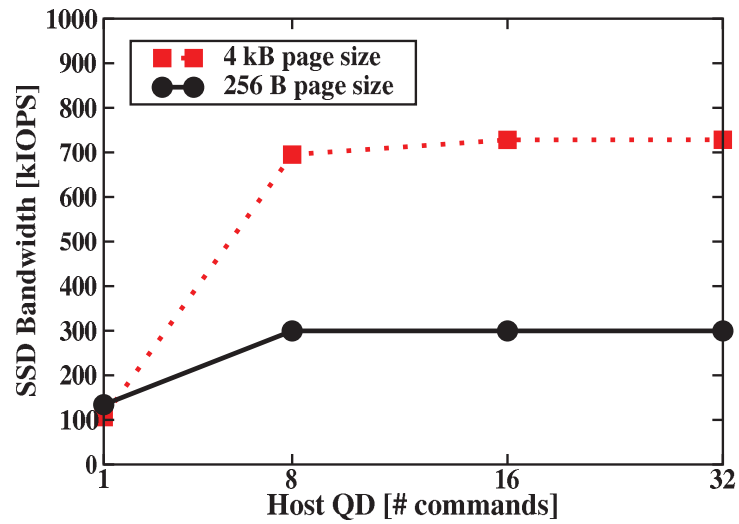 1000
900
800
700
600
500
400
300
200
100
0
SSD Bandwidth [kIOPS]
4 kB page size
256 B page size
1 8 16 32
Host QD [# commands]